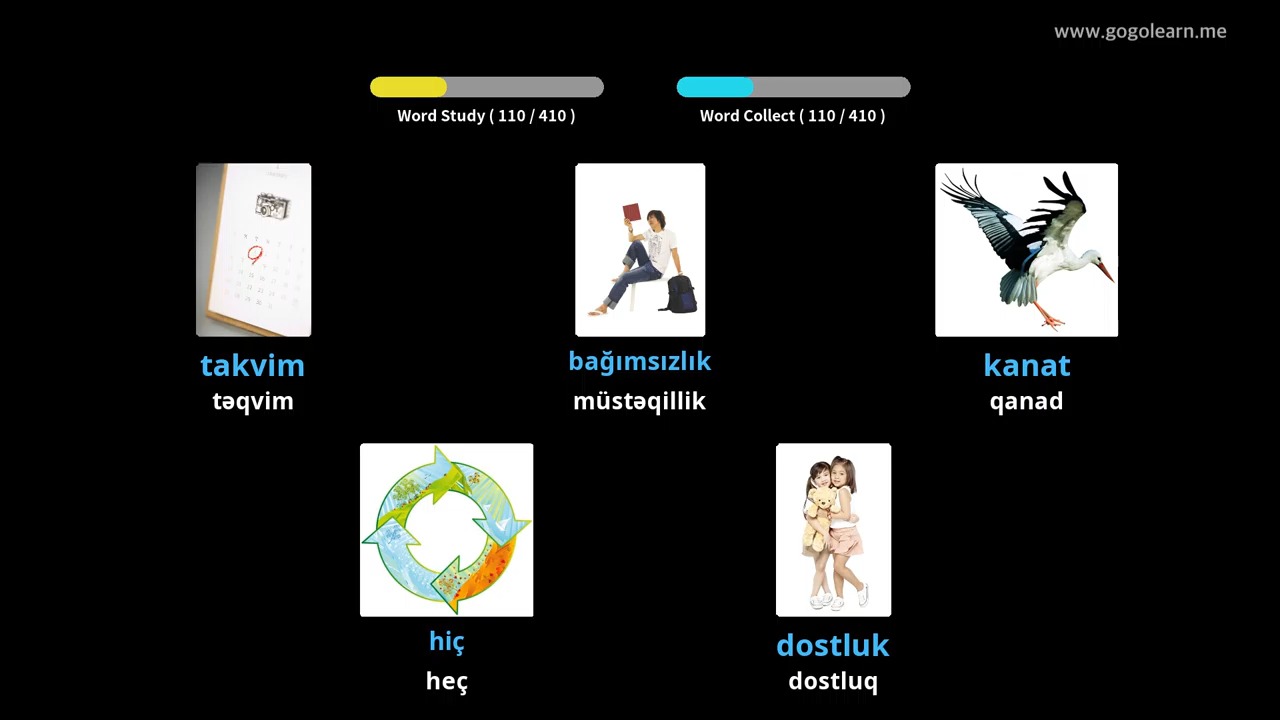 www.gogolearn.me
Word Study ( 110 / 410 )
Word Collect ( 110 / 410 )
takvim
təqvim
bağımsızlık
müstəqillik
kanat
qanad
hiç
heç
dostluk
dostluq